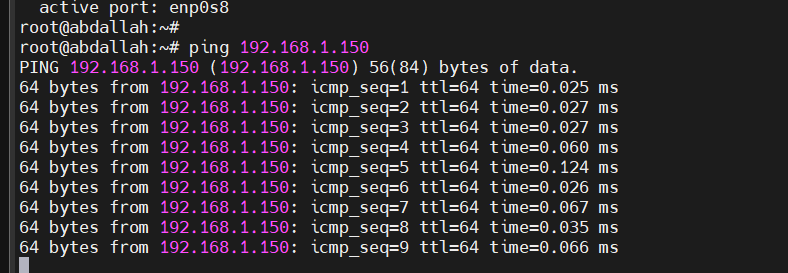 active port: enp0s8
root@abdallah:~#
root@abdallah:~# ping 192.168.1.150
PING 192.168.1.150 (192.168.1.150) 56(84) bytes of data.
64 bytes from 192.168.1.150: icmp_seq=1 ttl=64 time=0.025 ms
64 bytes from 192.168.1.150: icmp_seq=2 ttl=64 time=0.027 ms
64 bytes from 192.168.1.150: icmp_seq=3 ttl=64 time=0.027 ms
64 bytes from 192.168.1.150: icmp_seq=4 ttl=64 time=0.060 ms
64 bytes from 192.168.1.150: icmp_seq=5 ttl=64 time=0.124 ms
64 bytes from 192.168.1.150: icmp_seq=6 ttl=64 time=0.026 ms
64 bytes from 192.168.1.150: icmp_seq=7 ttl=64 time=0.067 ms
64 bytes from 192.168.1.150: icmp_seq=8 ttl=64 time=0.035 ms
64 bytes from 192.168.1.150: icmp_seq=9 ttl=64 time=0.066 ms